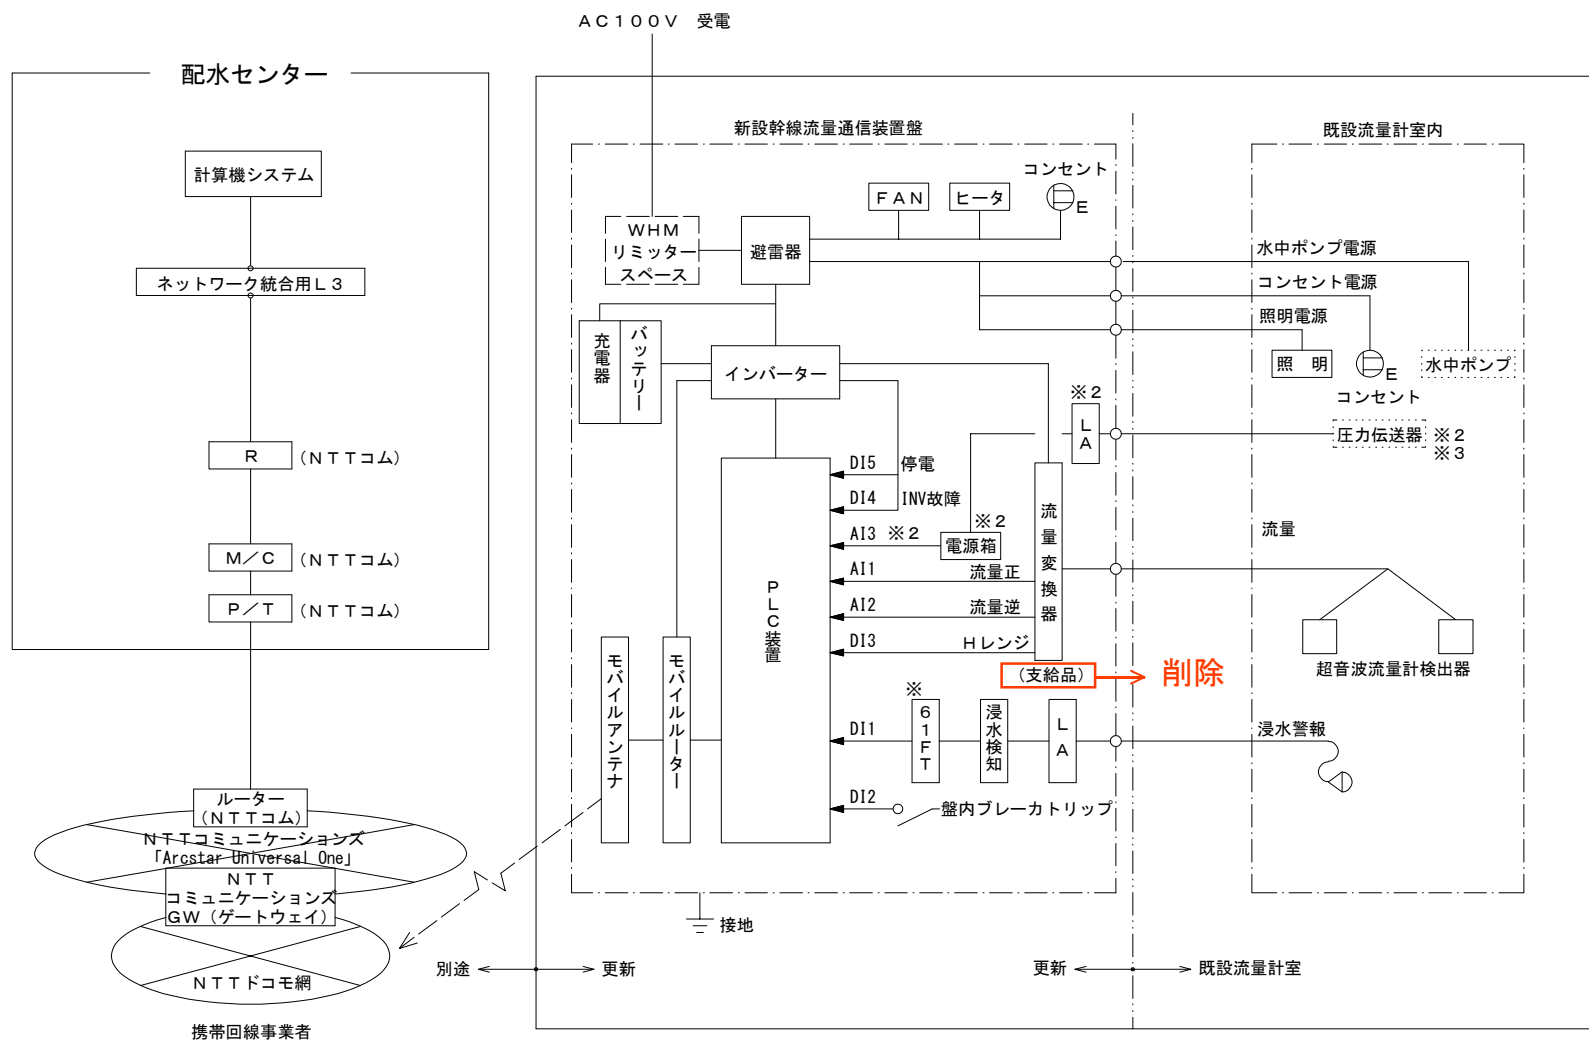 ＡＣ１００Ｖ　受電
配水センター
計算機システム
ネットワーク統合用Ｌ３
Ｒ
（ＮＴＴコム）
Ｍ／Ｃ
（ＮＴＴコム）
Ｐ／Ｔ
（ＮＴＴコム）
ルーター
（ＮＴＴコム）
ＮＴＴコミュニケーションズ
「Arcstar Universal One」
ＮＴＴ
コミュニケーションズ
GW（ゲートウェイ）
ＮＴＴドコモ網
携帯回線事業者
新設幹線流量通信装置盤
ＷＨＭ
リミッター
スペース
避雷器
ＦＡＮ
ヒータ
コンセント
E
充電器
バッテリー
インバーター
DI5
停電
DI4
INV故障
AI3
※２
※２
電源箱
AI1
流量正
AI2
流量逆
DI3
Ｈレンジ
流量変換器
（支給品）
削除
※２
ＬＡ
ＰＬＣ装置
モバイルアンテナ
モバイルルーター
DI1
※
６１ＦＴ
浸水検知
ＬＡ
DI2
盤内ブレーカトリップ
接地
別途
更新
更新
既設流量計室
既設流量計室内
水中ポンプ電源
コンセント電源
照明電源
照　明
E
コンセント
水中ポンプ
圧力伝送器
※２
※３
流量
超音波流量計検出器
浸水警報